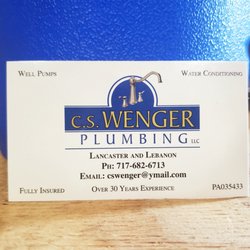 Well Pumps Water Conditioning
C.S. WENGER
PLUMBING LLC
Lancaster and Lebanon
Ph: 717-682-6713
Email: cswenger@ymail.com
Fully Insured Over 30 Years Experience PA035433